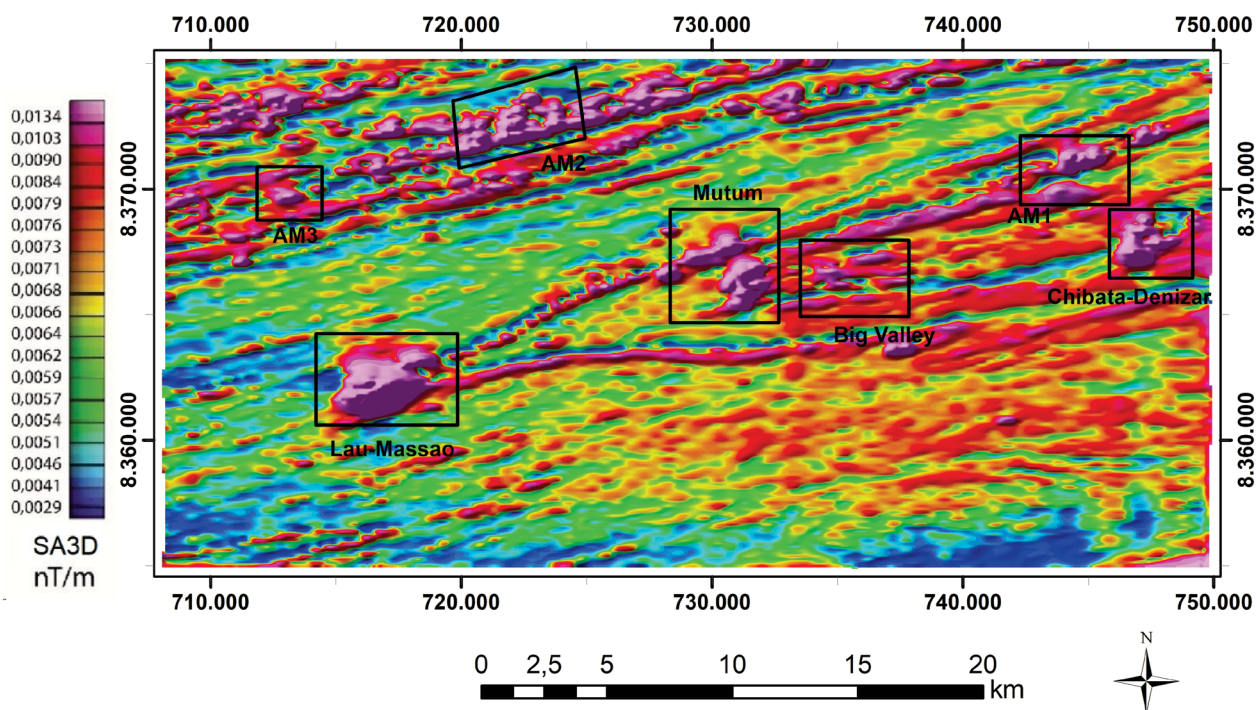 710.000 720.000 730.000 740.000 750.000
0,0134
0,0103
0,0090
0,0084
0,0079
0,0076
0,0073
0,0071
0,0068
0,0066
0,0064
0,0062
0,0059
0,0057
0,0054
0,0051
0,0046
0,0041
0,0029
SA3D
nT/m
8.370.000
8.360.000
AM2
AM3
Mutum
AM1
Chibata-Denizar
Big Valley
Lau-Massao
8.370.000
8.360.000
710.000 720.000 730.000 740.000 750.000
0 2,5 5 10 15 20
km
N